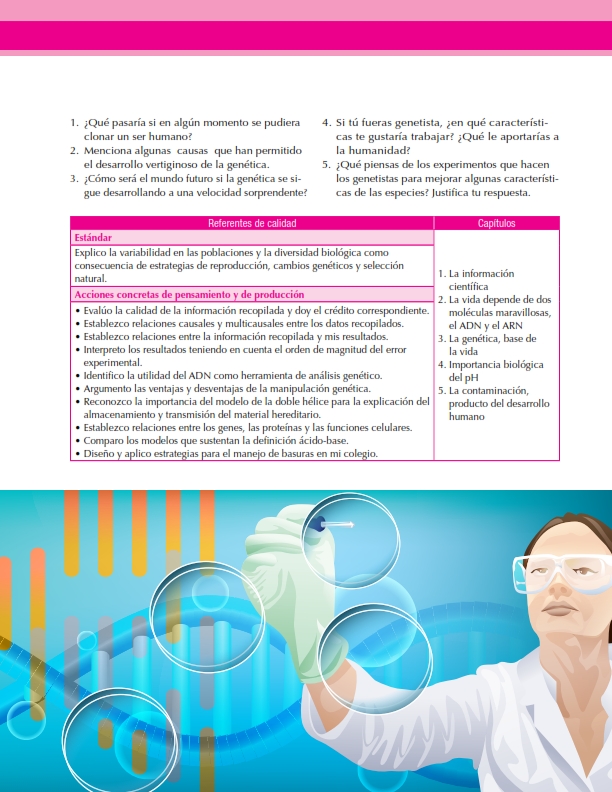 1. ¿Qué pasaría si en algún momento se pudiera
clonar un ser humano?
2. Menciona algunas causas que han permitido
el desarrollo vertiginoso de la genética.
3. ¿Cómo será el mundo futuro si la genética se si-
gue desarrollando a una velocidad sorprendente?
4. Si tú fueras genetista, ¿en qué característi-
cas te gustaría trabajar? ¿Qué le aportarías a
la humanidad?
5. ¿Qué piensas de los experimentos que hacen
los genetistas para mejorar algunas característi-
cas de las especies? Justifica tu respuesta.
Referentes de calidad
Estándar
Explico la variabilidad en las poblaciones y la diversidad biológica como
consecuencia de estrategias de reproducción, cambios genéticos y selección
natural.
Acciones concretas de pensamiento y de producción
• Evalúo la calidad de la información recopilada y doy el crédito correspondiente.
• Establezco relaciones causales y multicausales entre los datos recopilados.
• Establezco relaciones entre la información recopilada y mis resultados.
• Interpreto los resultados teniendo en cuenta el orden de magnitud del error
experimental.
• Identifico la utilidad del ADN como herramienta de análisis genético.
• Argumento las ventajas y desventajas de la manipulación genética.
• Reconozco la importancia del modelo de la doble hélice para la explicación del
almacenamiento y transmisión del material hereditario.
• Establezco relaciones entre los genes, las proteínas y las funciones celulares.
• Comparo los modelos que sustentan la definición ácido-base.
• Diseño y aplico estrategias para el manejo de basuras en mi colegio.
Capítulos
1. La información
científica
2. La vida depende de dos
moléculas maravillosas,
el ADN y el ARN
3. La genética, base de
la vida
4. Importancia biológica
del pH
5. La contaminación,
producto del desarrollo
humano